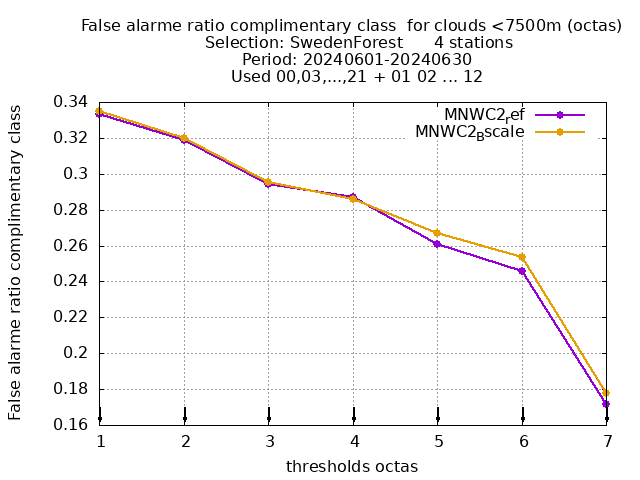 False alarme ratio complimentary class  for clouds <7500m (octas)
Selection: SwedenForest      4 stations
Period: 20240601-20240630
Used 00,03,...,21 + 01 02 ... 12
False alarme ratio complimentary class
0.34
0.32
0.3
0.28
0.26
0.24
0.22
0.2
0.18
0.16
MNWC2ref
MNWC2Bscale
1 2 3 4 5 6 7
thresholds octas